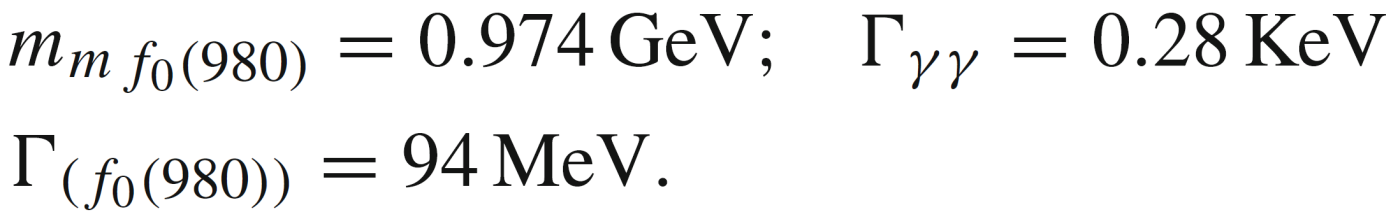 m_{m f_0(980)} = 0.974 GeV; Γ_{γγ} = 0.28 KeV
Γ_{(f_0(980))} = 94 MeV.